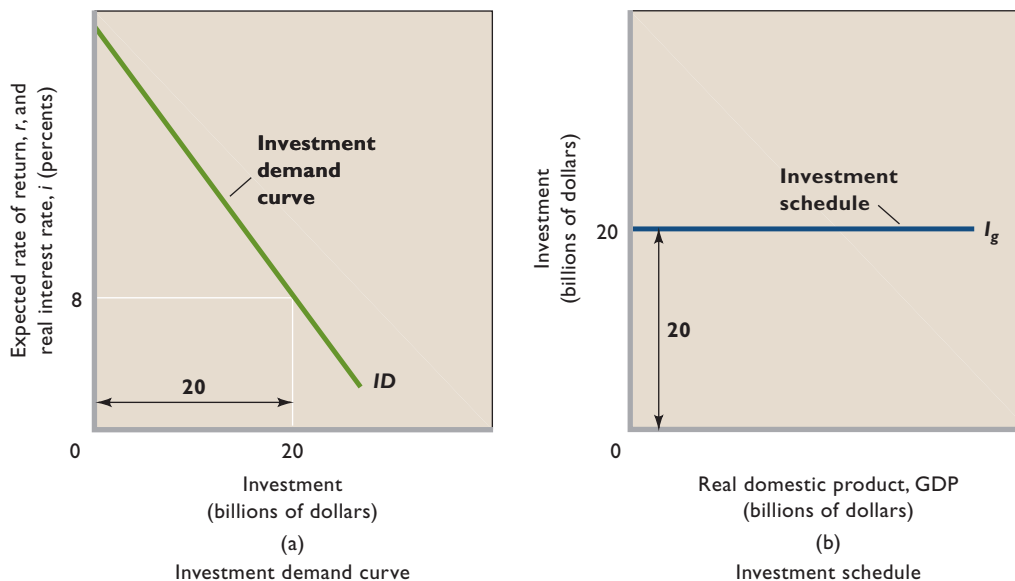 Expected rate of return, r, and
real interest rate, i (percents)
Investment
demand
curve
8
20
ID
0
20
Investment
(billions of dollars)
(a)
Investment demand curve
Investment
(billions of dollars)
Investment
schedule
20
Ig
20
0
Real domestic product, GDP
(billions of dollars)
(b)
Investment schedule